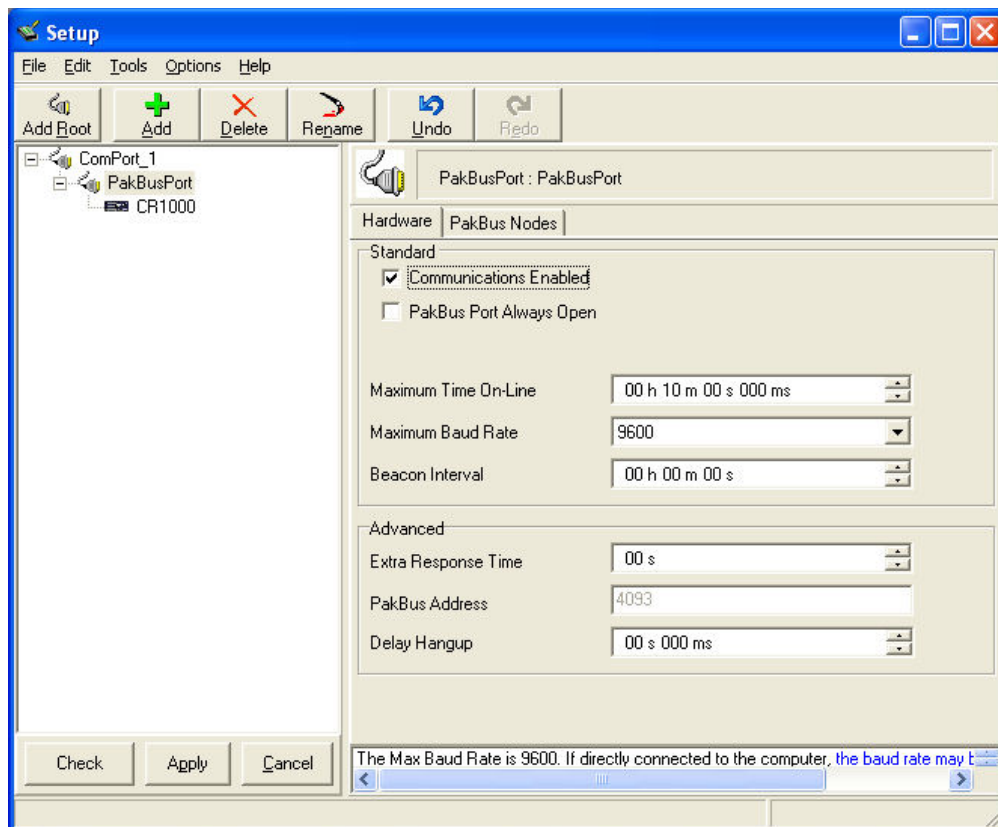 Setup
File Edit Tools Options Help
Add Root Add Delete Rename Undo Redo
ComPort_1
PakBusPort
CR1000
PakBusPort : PakBusPort
Hardware PakBus Nodes
Standard
Communications Enabled
PakBus Port Always Open
Maximum Time On-Line 00 h 10 m 00 s 000 ms
Maximum Baud Rate 9600
Beacon Interval 00 h 00 m 00 s
Advanced
Extra Response Time 00 s
PakBus Address 4093
Delay Hangup 00 s 000 ms
Check Apply Cancel
The Max Baud Rate is 9600. If directly connected to the computer, the baud rate may